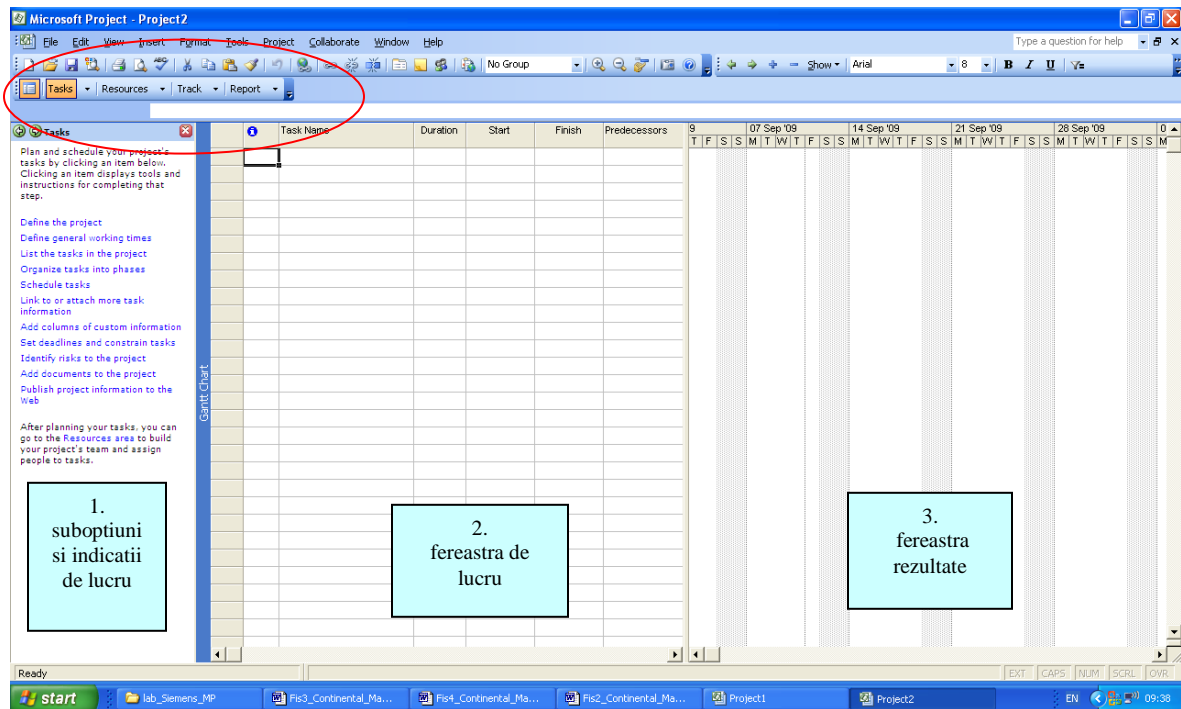 Microsoft Project - Project2
File Edit View Insert Format Tools Project Collaborate Window Help Type a question for help
No Group Show Arial 8 B I U
Tasks Resources Track Report
Tasks
Plan and schedule your project's
tasks by clicking an item below.
Clicking an item displays tools and
instructions for completing that
step.
Define the project
Define general working times
List the tasks in the project
Organize tasks into phases
Schedule tasks
Link to or attach more task
information
Add columns of custom information
Set deadlines and constrain tasks
Identify risks to the project
Add documents to the project
Publish project information to the
Web
After planning your tasks, you can
go to the Resources area to build
your project's team and assign
people to tasks.
1.
suboptiuni
si indicatii
de lucru
Gantt Chart
Task Name Duration Start Finish Predecessors
2.
fereastra de
lucru
9 07 Sep '09 14 Sep '09 21 Sep '09 28 Sep '09 0
T F S S M T W T F S S M T W T F S S M T W T F S S M T W T F S S M
3.
fereastra
rezultate
Ready EXT CAPS NUM SCRL OVR
start lab_Siemens_MP Fis3_Continental_Ma... Fis4_Continental_Ma... Fis2_Continental_Ma... Project1 Project2 EN 09:38